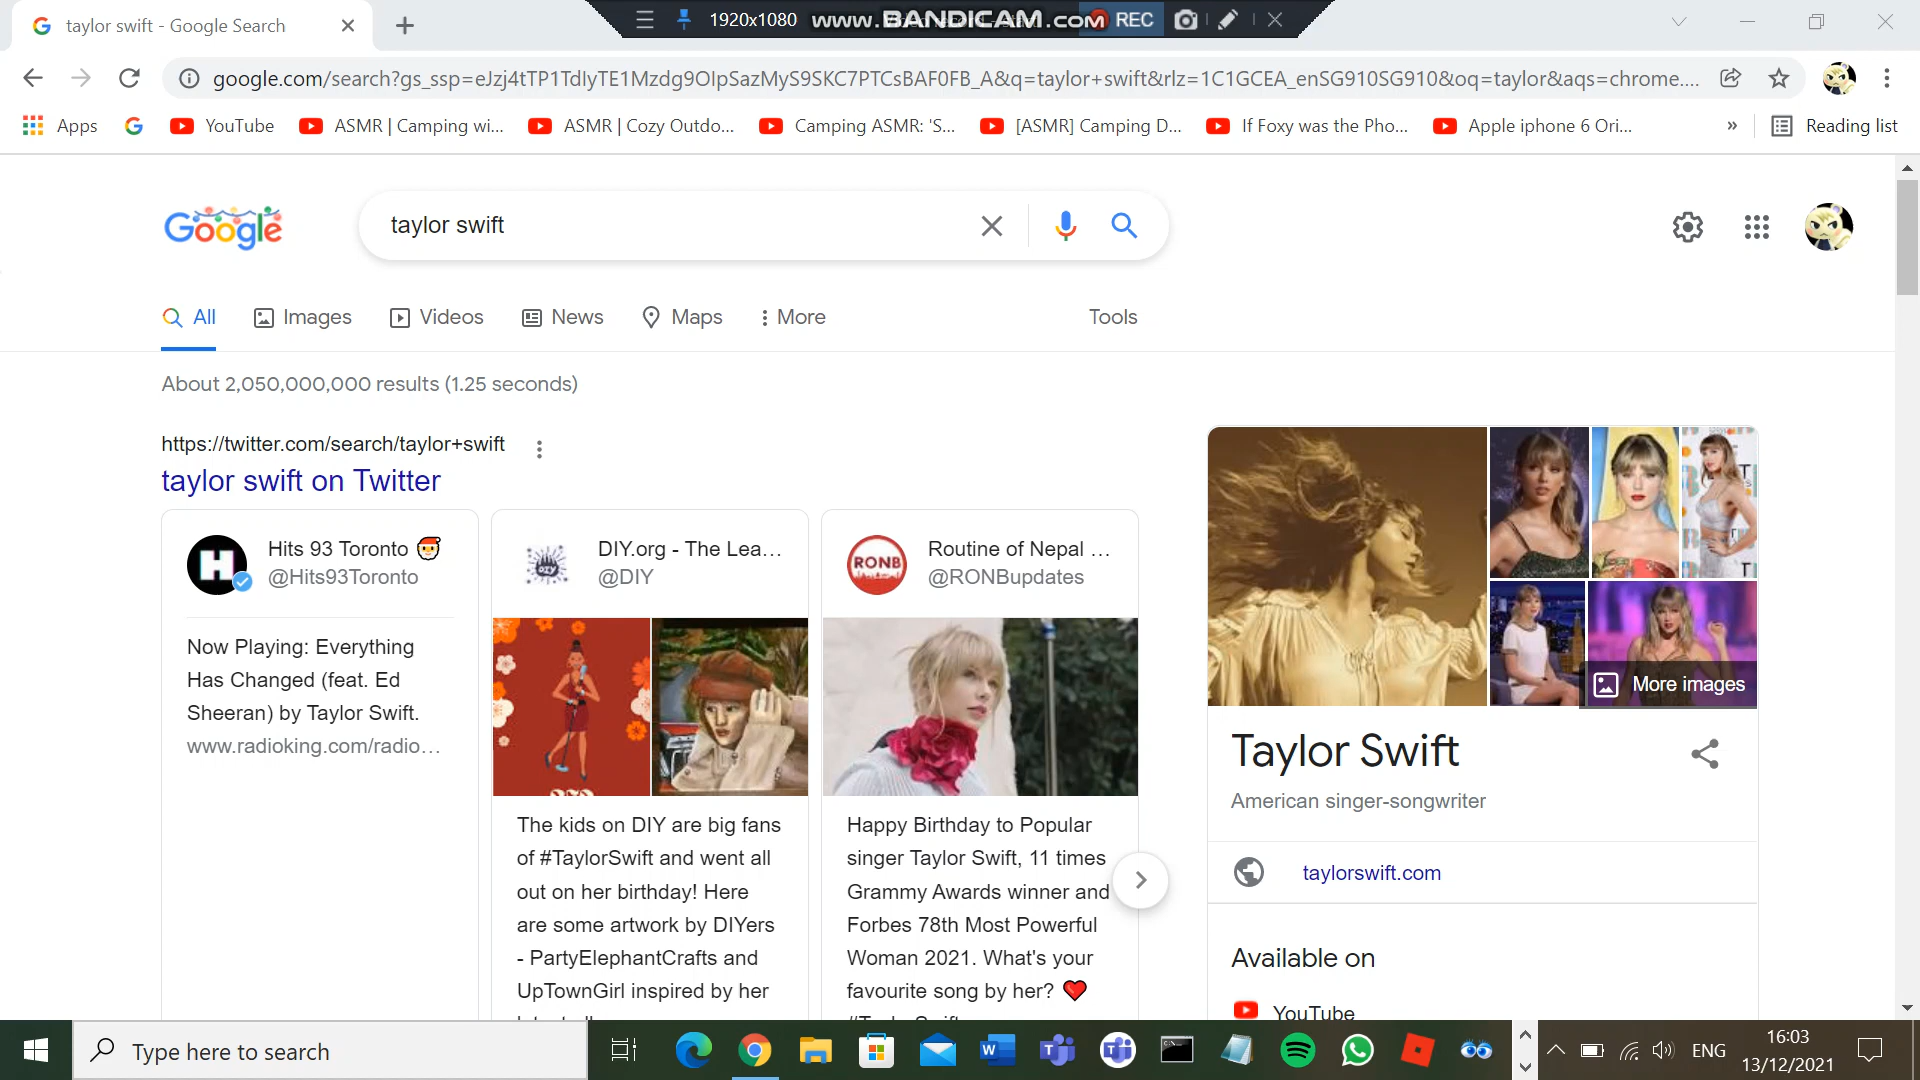 taylor swift - Google Search
1920x1080
www.BANDICAM.com
REC
google.com/search?gs_ssp=eJzj4tTP1TdIyTE1Mzdg9OIpSazMyS9SKC7PTCsBAF0FB_A&q=taylor+swift&rlz=1C1GCEA_enSG910SG910&oq=taylor&aqs=chrome....
Apps
YouTube
ASMR | Camping wi...
ASMR | Cozy Outdo...
Camping ASMR: 'S...
[ASMR] Camping D...
If Foxy was the Pho...
Apple iphone 6 Ori...
»
Reading list
Google
taylor swift
All
Images
Videos
News
Maps
More
Tools
About 2,050,000,000 results (1.25 seconds)
https://twitter.com/search/taylor+swift
taylor swift on Twitter
H
Hits 93 Toronto 🎅
@Hits93Toronto
Now Playing: Everything
Has Changed (feat. Ed
Sheeran) by Taylor Swift.
www.radioking.com/radio...
DIY
DIY.org - The Lea...
@DIY
The kids on DIY are big fans
of #TaylorSwift and went all
out on her birthday! Here
are some artwork by DIYers
- PartyElephantCrafts and
UpTownGirl inspired by her
RONB
Routine of Nepal ...
@RONBupdates
Happy Birthday to Popular
singer Taylor Swift, 11 times
Grammy Awards winner and
Forbes 78th Most Powerful
Woman 2021. What's your
favourite song by her? ❤️
More images
Taylor Swift
American singer-songwriter
taylorswift.com
Available on
YouTube
Type here to search
ENG
16:03
13/12/2021